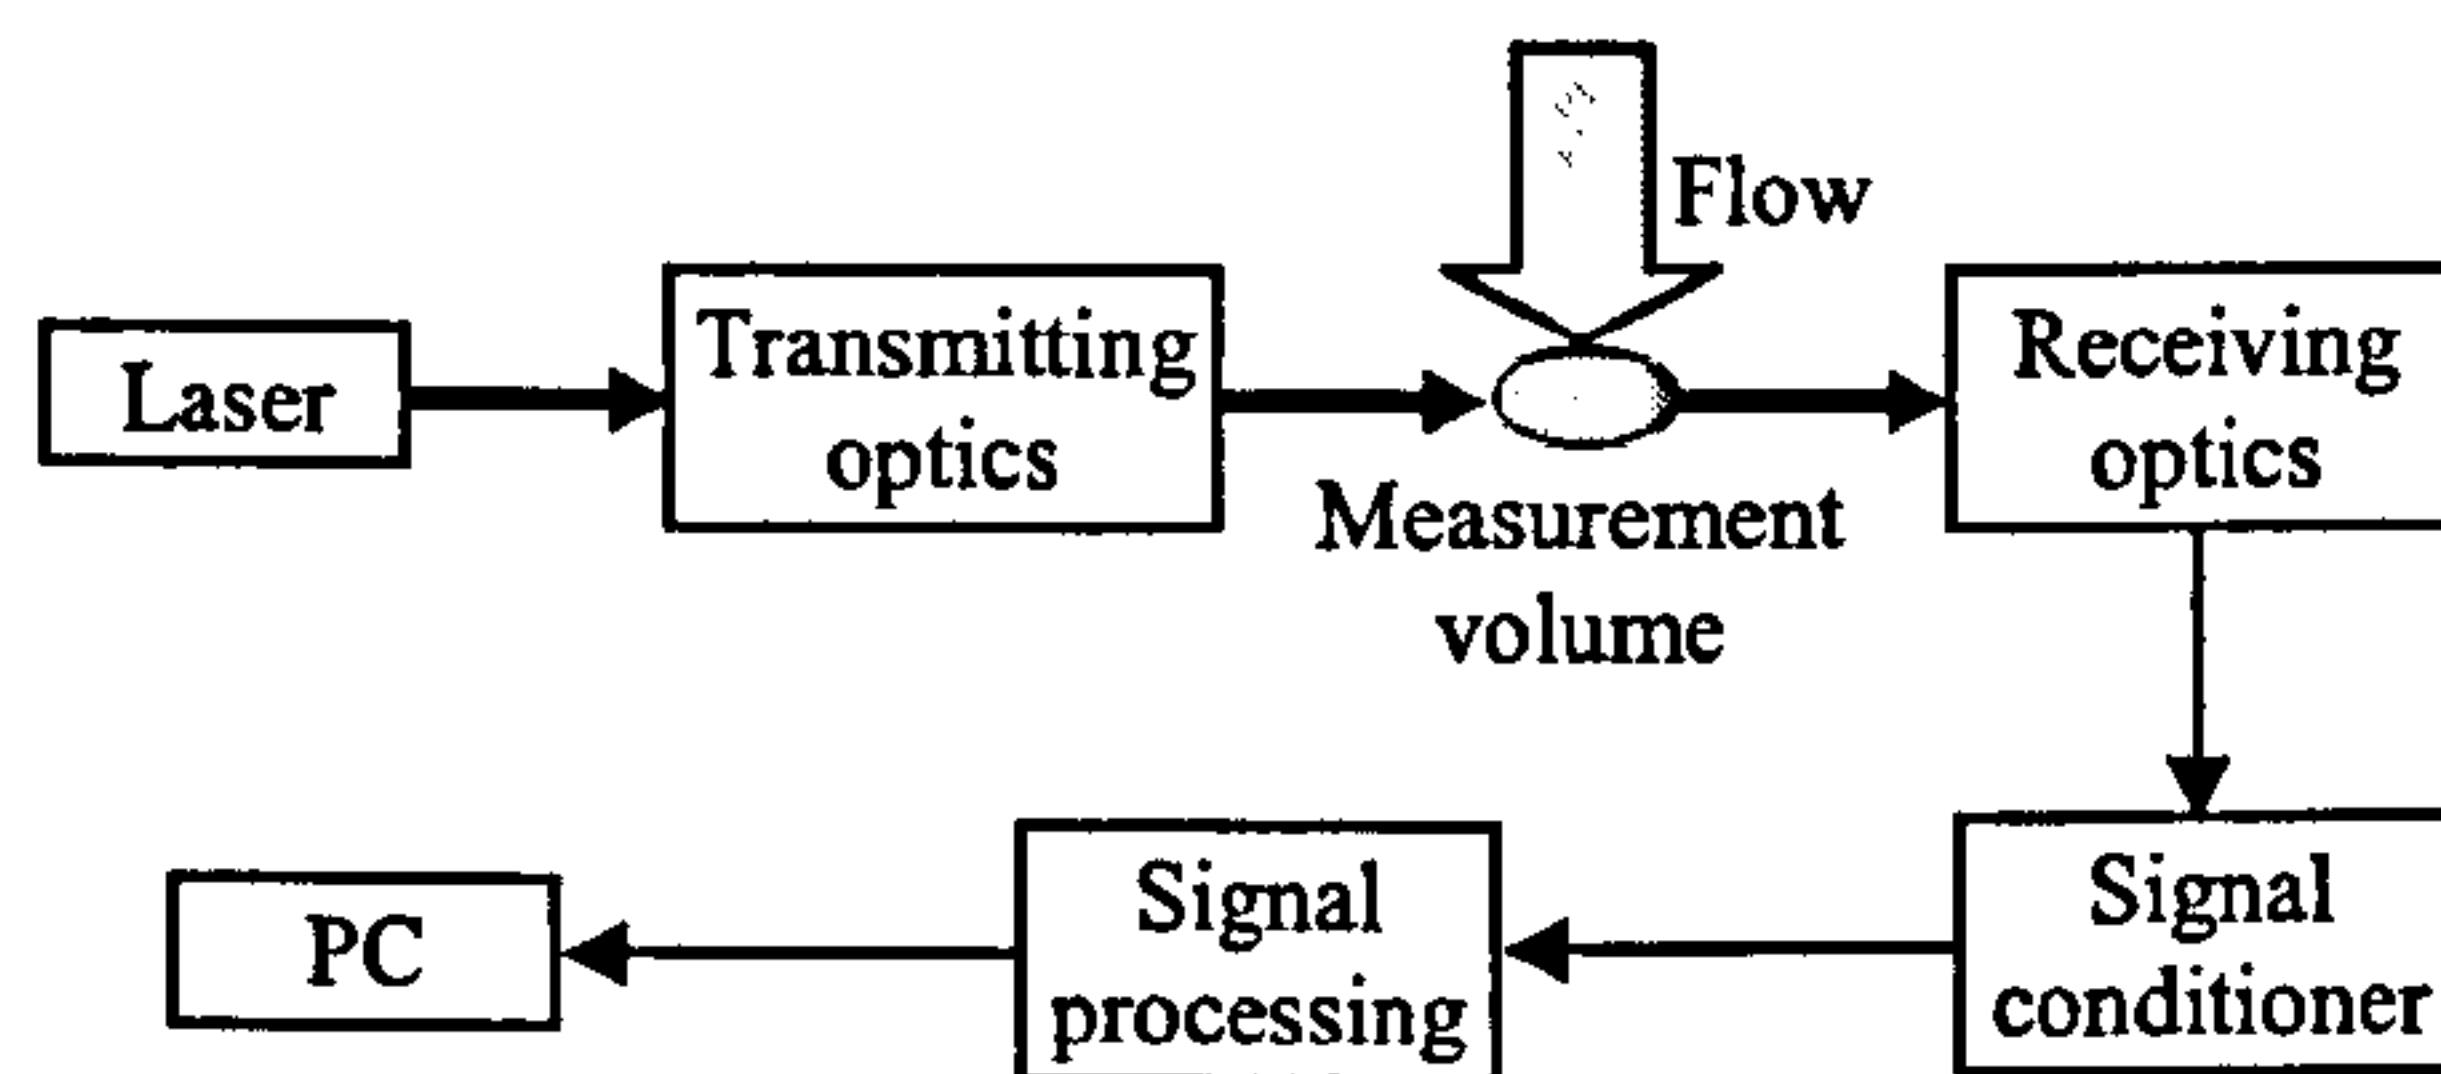 Flow
Laser
Transmitting
optics
Measurement
volume
Receiving
optics
PC
Signal
processing
Signal
conditioner